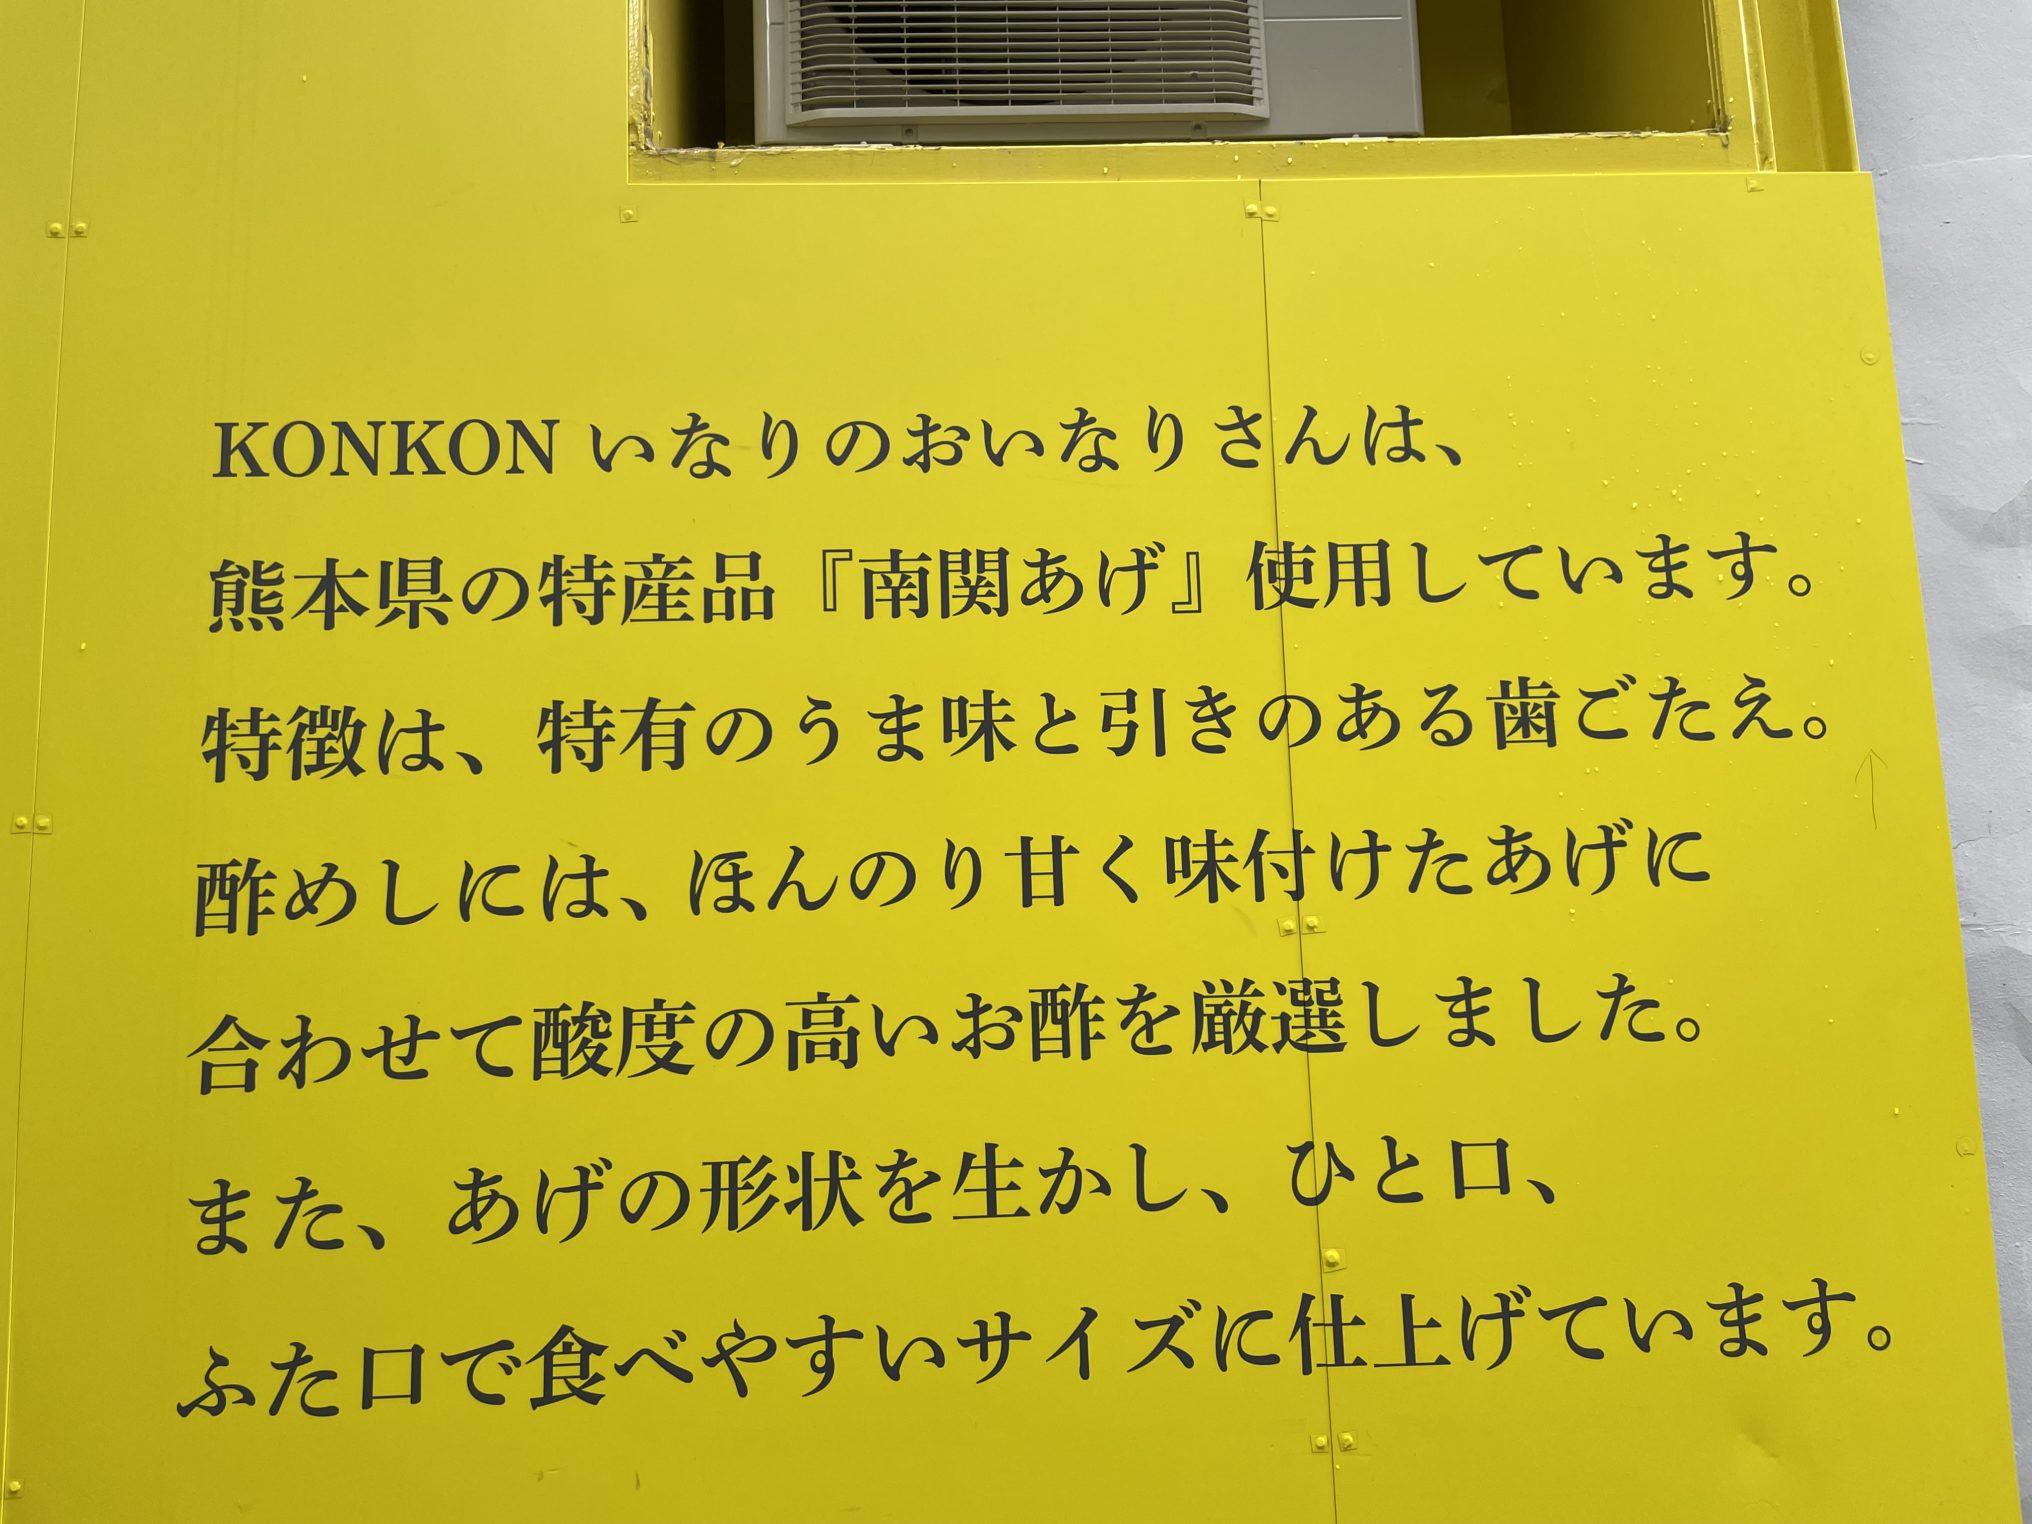 KONKON いなりのおいなりさんは、
熊本県の特産品『南関あげ』使用しています。
特徴は、特有のうま味と引きのある歯ごたえ。
酢めしには、ほんのり甘く味付けたあげに
合わせて酸度の高いお酢を厳選しました。
また、あげの形状を生かし、ひと口、
ふた口で食べやすいサイズに仕上げています。